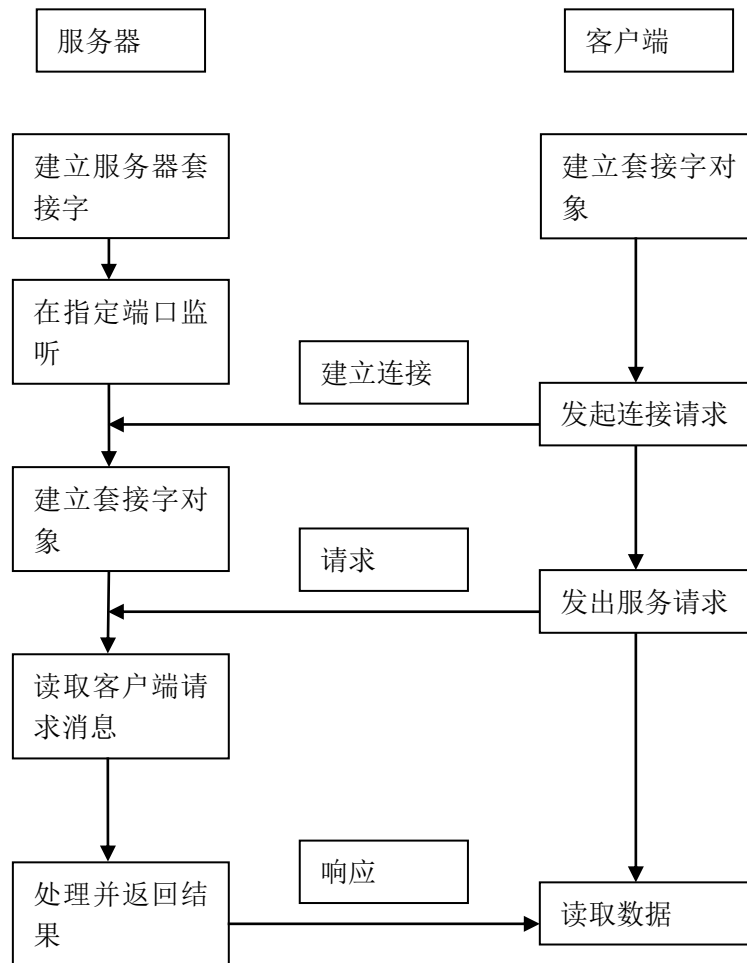 服务器
客户端
建立服务器套
接字
建立套接字对
象
在指定端口监
听
建立连接
发起连接请求
建立套接字对
象
请求
发出服务请求
读取客户端请
求消息
响应
处理并返回结
果
读取数据